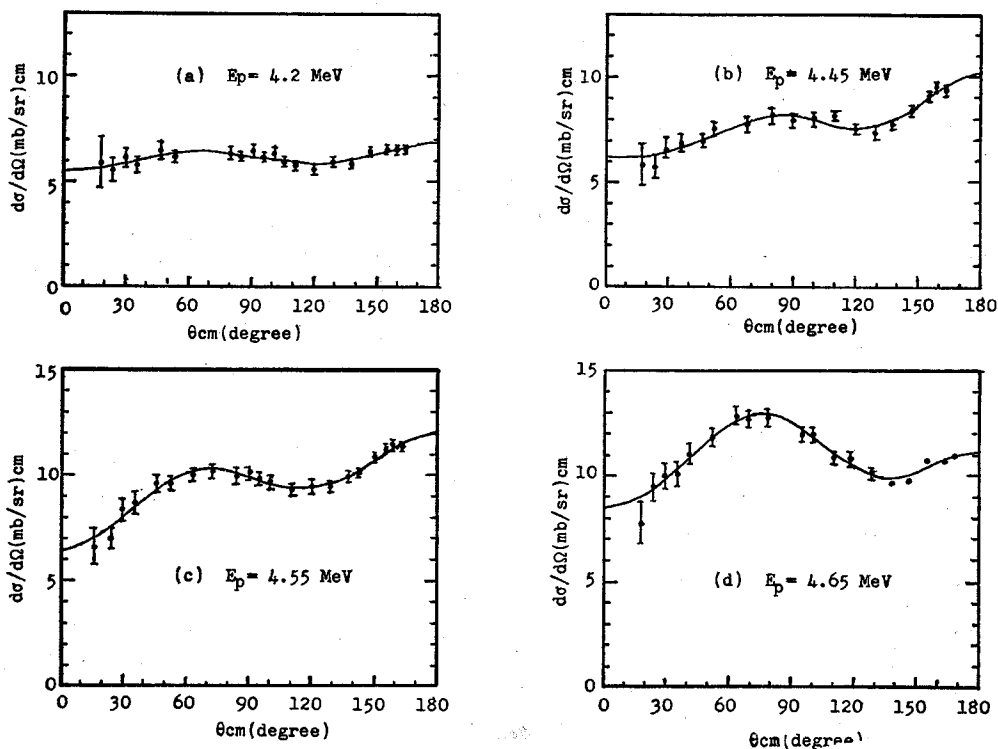 (a) Ep= 4.2 MeV
dσ/dΩ(mb/sr)cm
10
5
0
0 30 60 90 120 150 180
θcm(degree)
(b) Ep= 4.45 MeV
dσ/dΩ(mb/sr)cm
10
5
0
0 30 60 90 120 150 180
θcm(degree)
(c) Ep= 4.55 MeV
dσ/dΩ(mb/sr)cm
15
10
5
0
0 30 60 90 120 150 180
θcm(degree)
(d) Ep= 4.65 MeV
dσ/dΩ(mb/sr)cm
15
10
5
0
0 30 60 90 120 150 180
θcm(degree)